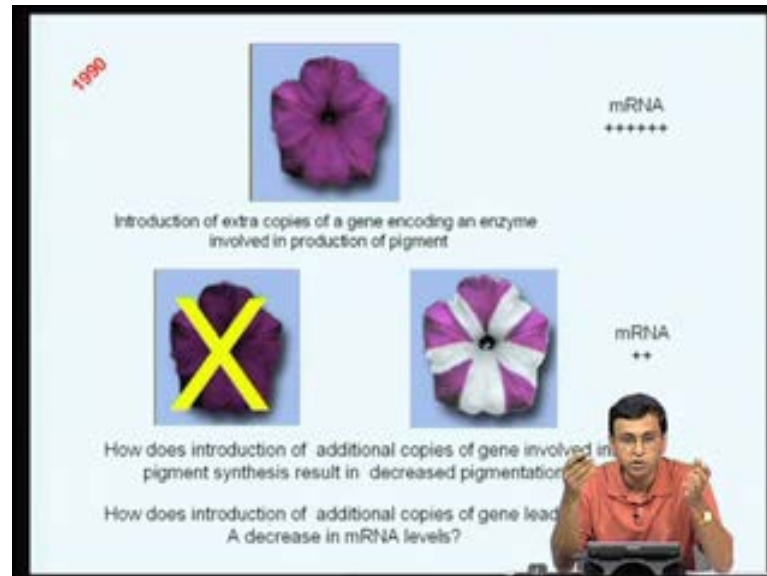 1990
mRNA
++++++
Introduction of extra copies of a gene encoding an enzyme
involved in production of pigment
X
mRNA
++
How does introduction of additional copies of gene involved in
pigment synthesis result in decreased pigmentation
How does introduction of additional copies of gene lead
A decrease in mRNA levels?